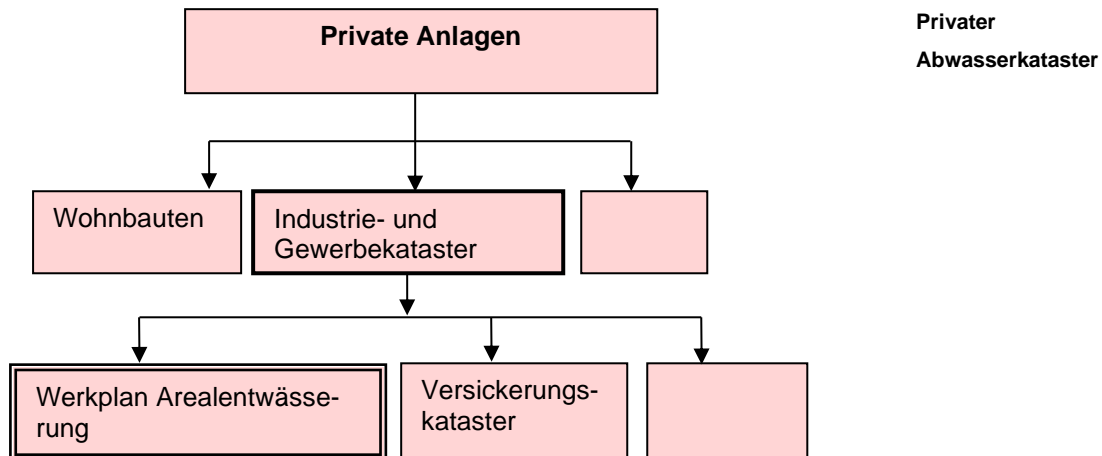 Private Anlagen
Privater
Abwasserkataster
Wohnbauten
Industrie- und
Gewerbekataster
Werkplan Arealentwässe-
rung
Versickerungs-
kataster